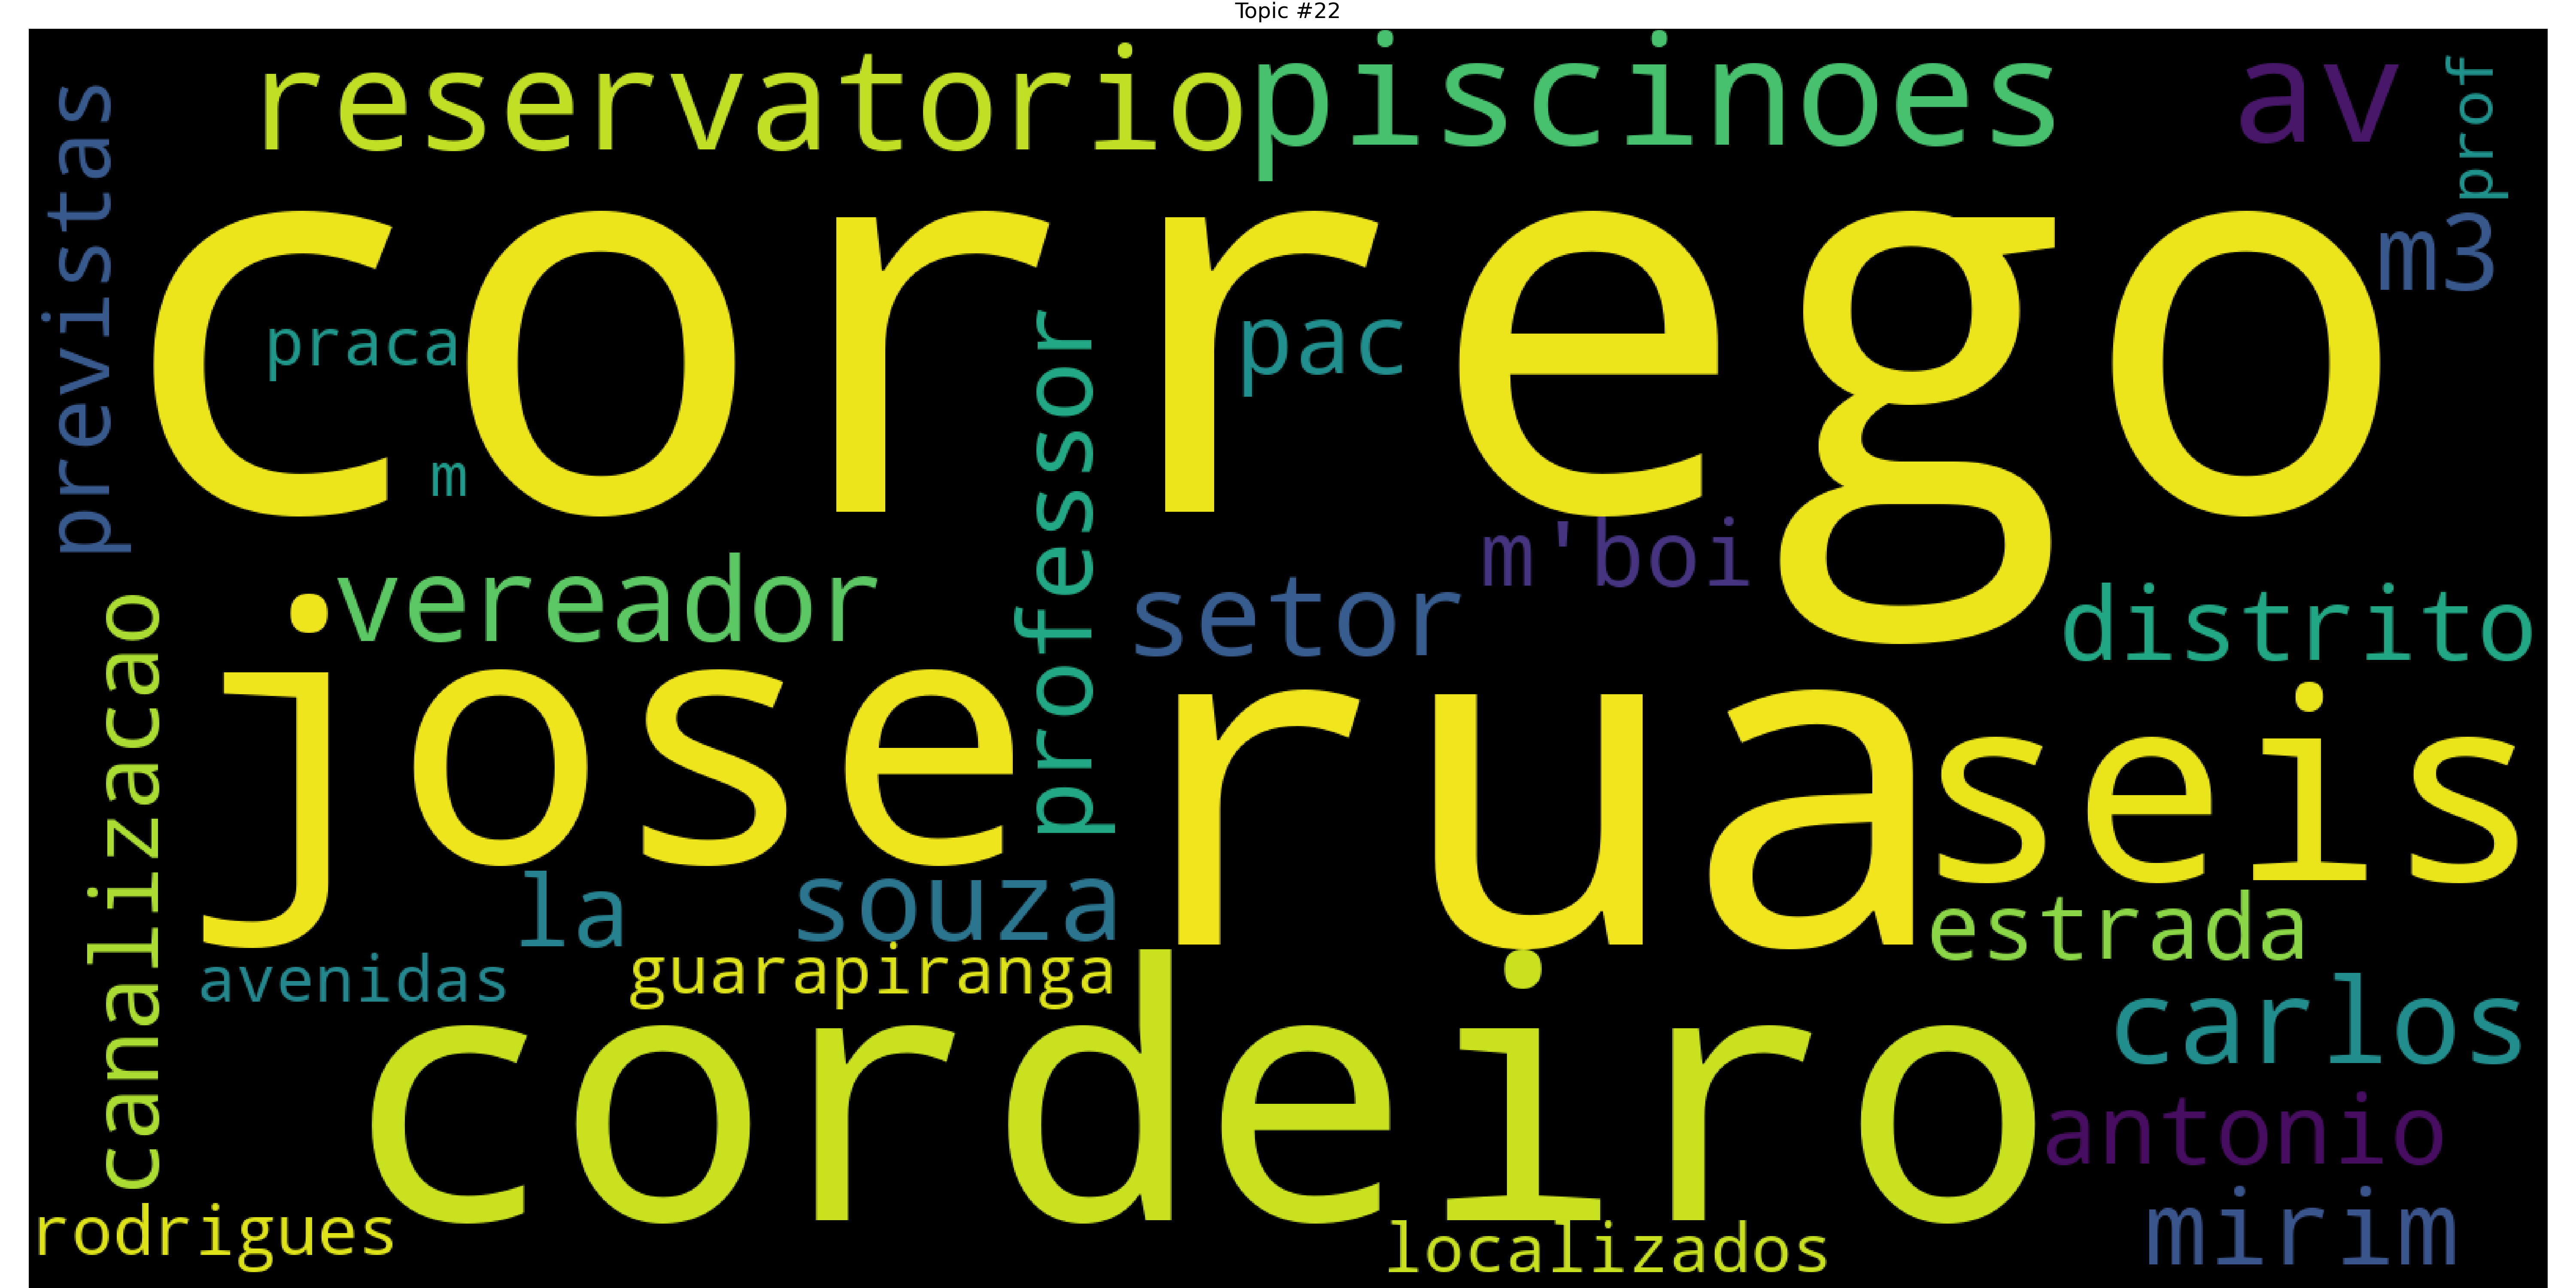 Topic #22
reservatorio
piscinoes
av
prof
previstas
corrego
m3
praca
pac
m
professor
m'boi
vereador
setor
distrito
canalizacao
jose
rua
seis
la
souza
estrada
avenidas
guarapiranga
carlos
cordeiro
antonio
rodrigues
localizados
mirim